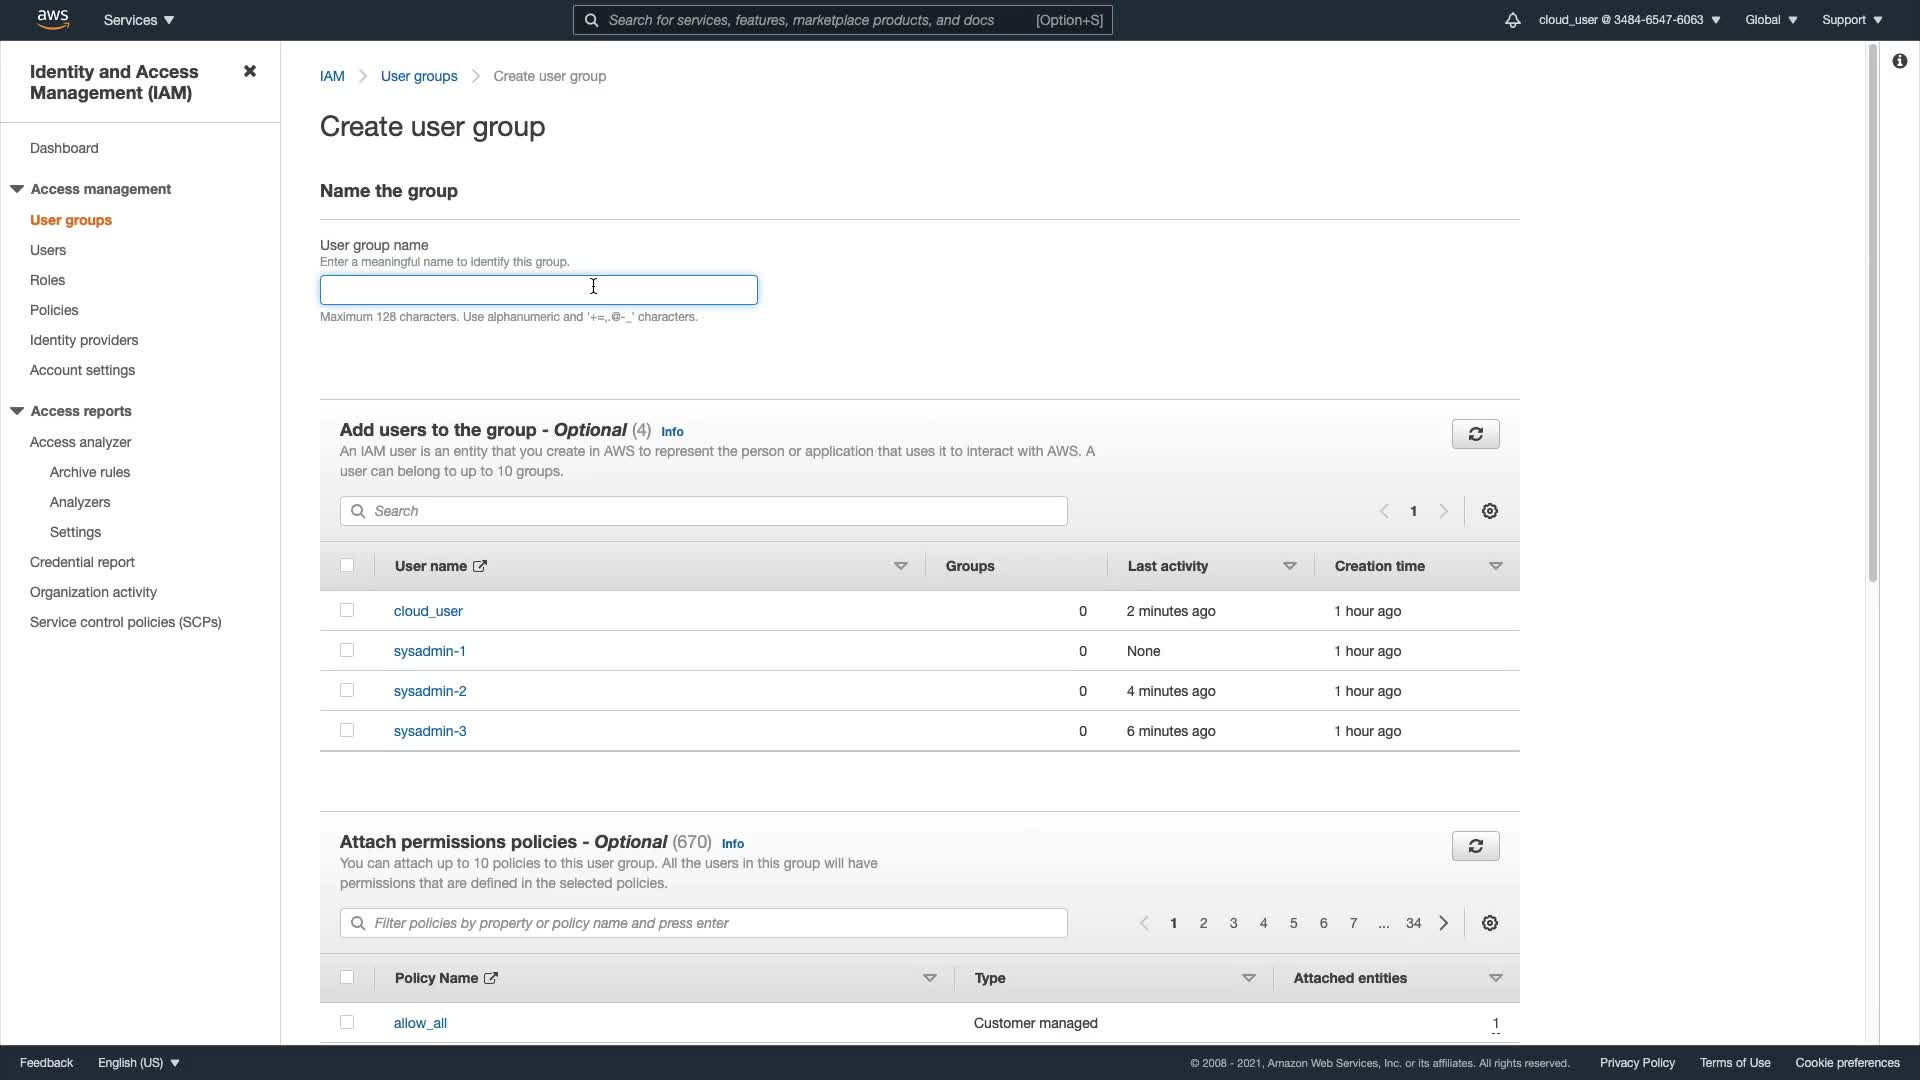 aws
Services
Search for services, features, marketplace products, and docs [Option+S]
cloud_user @ 3484-6547-6063
Global
Support
Identity and Access
Management (IAM)
Dashboard
Access management
User groups
Users
Roles
Policies
Identity providers
Account settings
Access reports
Access analyzer
Archive rules
Analyzers
Settings
Credential report
Organization activity
Service control policies (SCPs)
IAM User groups Create user group
Create user group
Name the group
User group name
Enter a meaningful name to identify this group.
Maximum 128 characters. Use alphanumeric and '+=,.@-_' characters.
Add users to the group - Optional (4) Info
An IAM user is an entity that you create in AWS to represent the person or application that uses it to interact with AWS. A
user can belong to up to 10 groups.
Search
1
User name Groups Last activity Creation time
cloud_user 0 2 minutes ago 1 hour ago
sysadmin-1 0 None 1 hour ago
sysadmin-2 0 4 minutes ago 1 hour ago
sysadmin-3 0 6 minutes ago 1 hour ago
Attach permissions policies - Optional (670) Info
You can attach up to 10 policies to this user group. All the users in this group will have
permissions that are defined in the selected policies.
Filter policies by property or policy name and press enter
1 2 3 4 5 6 7 ... 34
Policy Name Type Attached entities
allow_all Customer managed 1
Feedback English (US) © 2008 - 2021, Amazon Web Services, Inc. or its affiliates. All rights reserved. Privacy Policy Terms of Use Cookie preferences